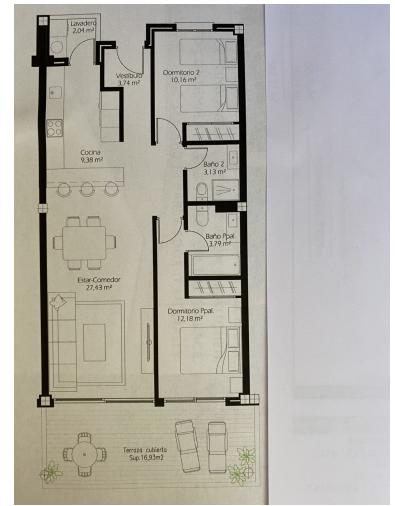 Lavadero
2,04 m²
Vestíbulo
3,74 m²
Dormitorio 2
10,16 m²
Cocina
9,38 m²
Baño 2
3,13 m²
Baño Ppal.
3,79 m²
Estar-Comedor
27,43 m²
Dormitorio Ppal.
12,18 m²
Terraza cubierta
Sup.16,93m2